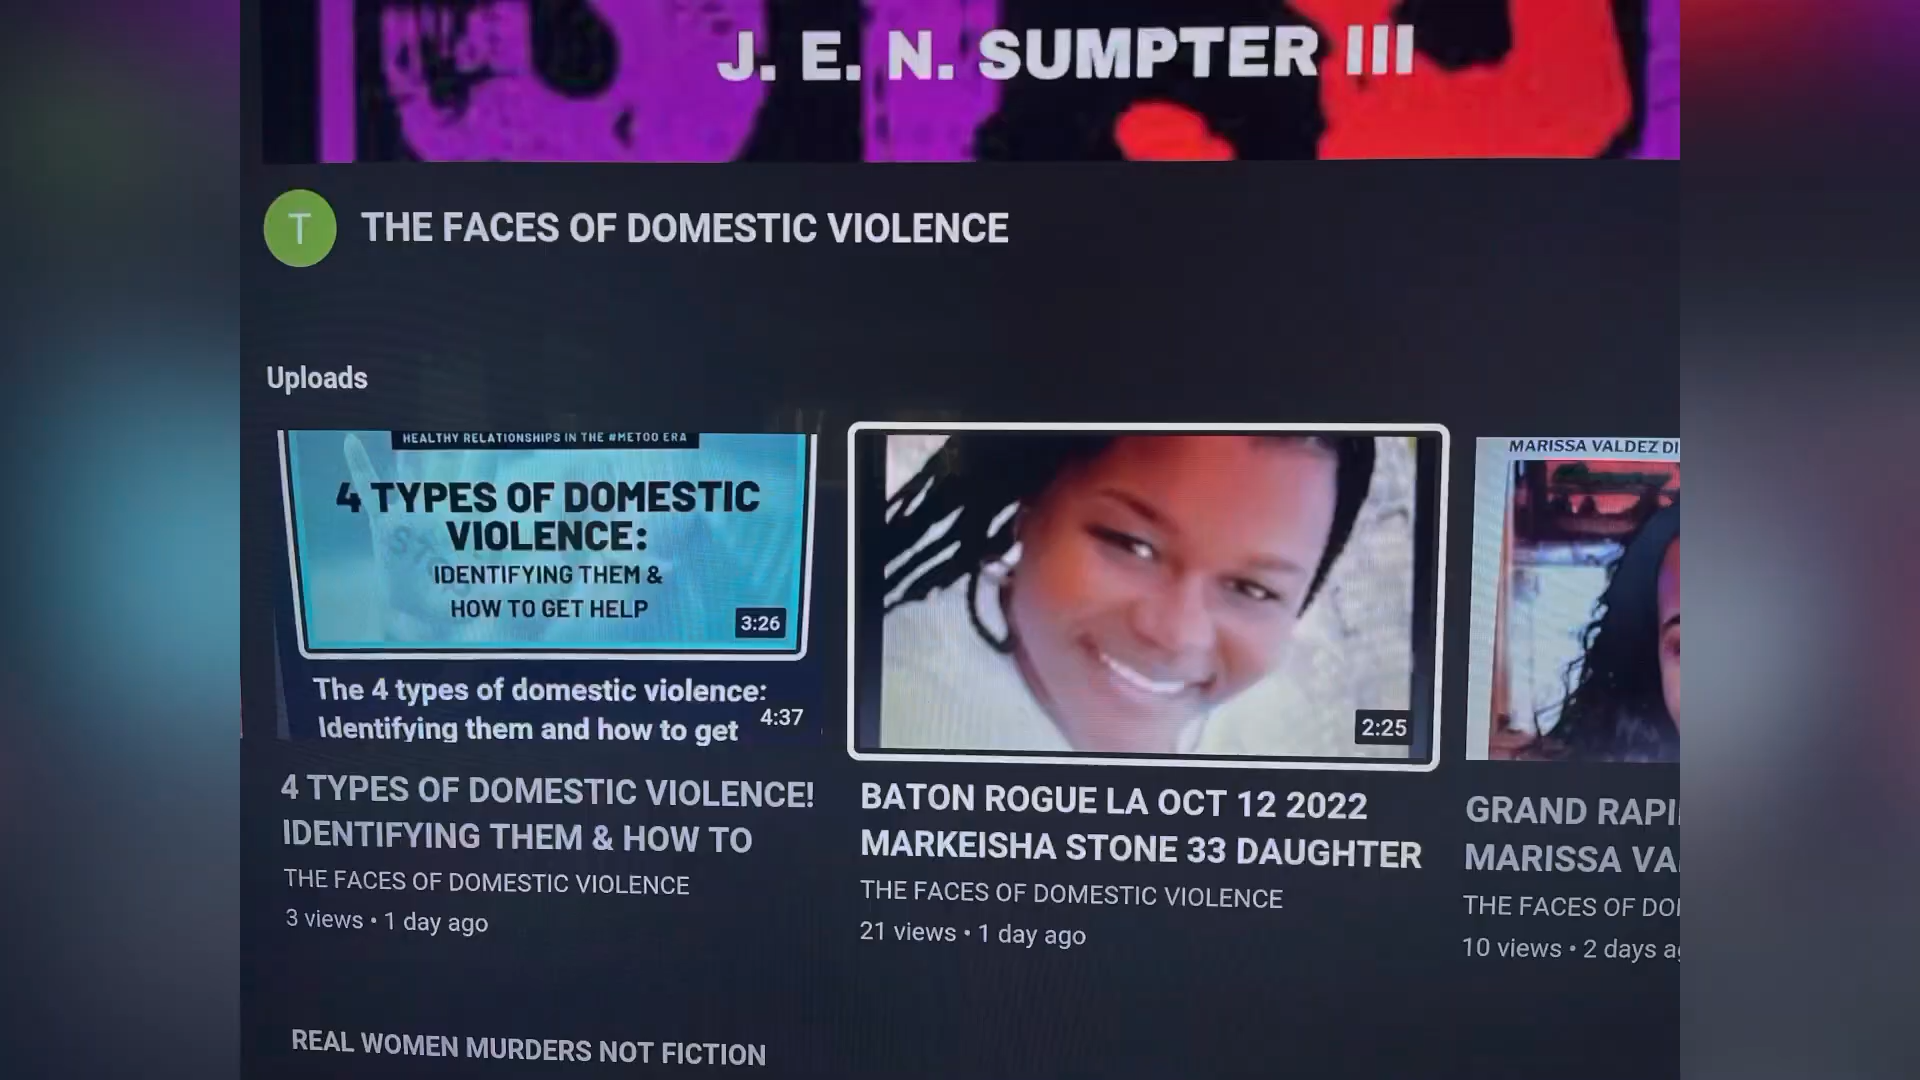 J. E. N. SUMPTER III
T THE FACES OF DOMESTIC VIOLENCE
Uploads
HEALTHY RELATIONSHIPS IN THE #METOO ERA
4 TYPES OF DOMESTIC
VIOLENCE:
IDENTIFYING THEM &
HOW TO GET HELP
3:26
The 4 types of domestic violence:
Identifying them and how to get
4:37
4 TYPES OF DOMESTIC VIOLENCE!
IDENTIFYING THEM & HOW TO
THE FACES OF DOMESTIC VIOLENCE
3 views • 1 day ago
2:25
BATON ROGUE LA OCT 12 2022
MARKEISHA STONE 33 DAUGHTER
THE FACES OF DOMESTIC VIOLENCE
21 views • 1 day ago
MARISSA VALDEZ DI
GRAND RAPI
MARISSA VA
THE FACES OF DO
10 views • 2 days a
REAL WOMEN MURDERS NOT FICTION